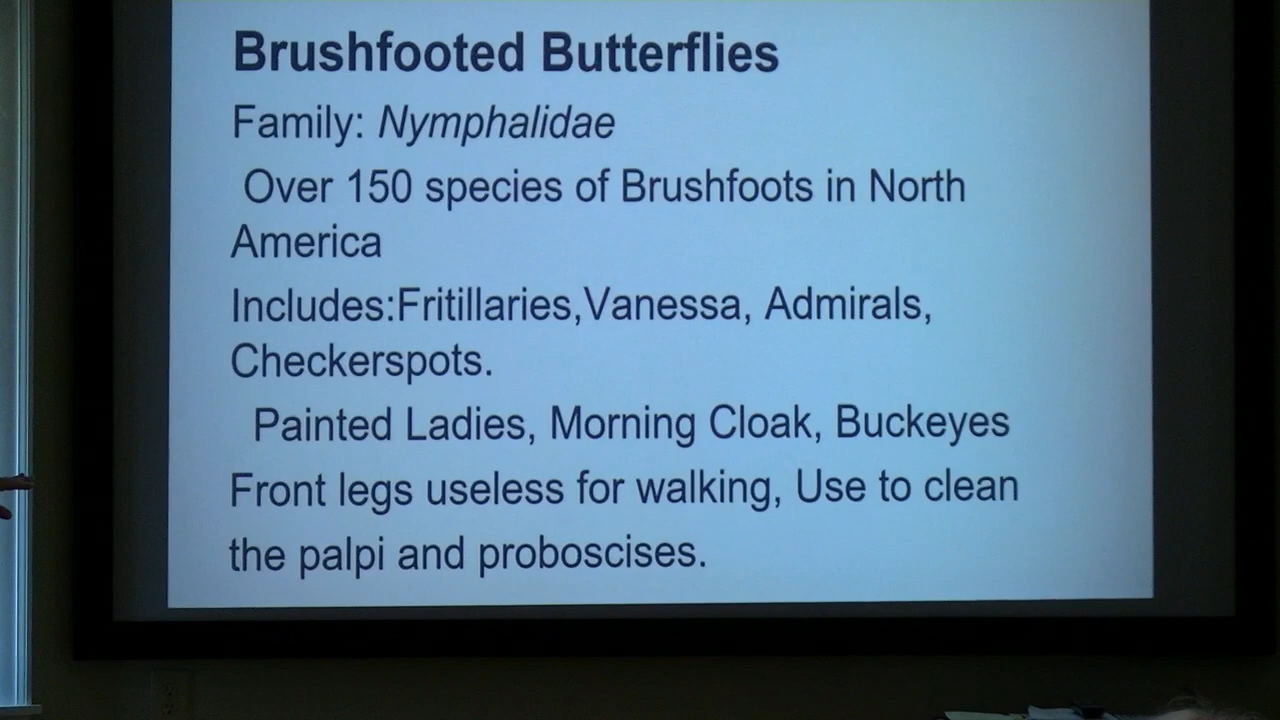 Brushfooted Butterflies
Family: Nymphalidae
Over 150 species of Brushfoots in North
America
Includes:Fritillaries,Vanessa, Admirals,
Checkerspots.
Painted Ladies, Morning Cloak, Buckeyes
Front legs useless for walking, Use to clean
the palpi and proboscises.